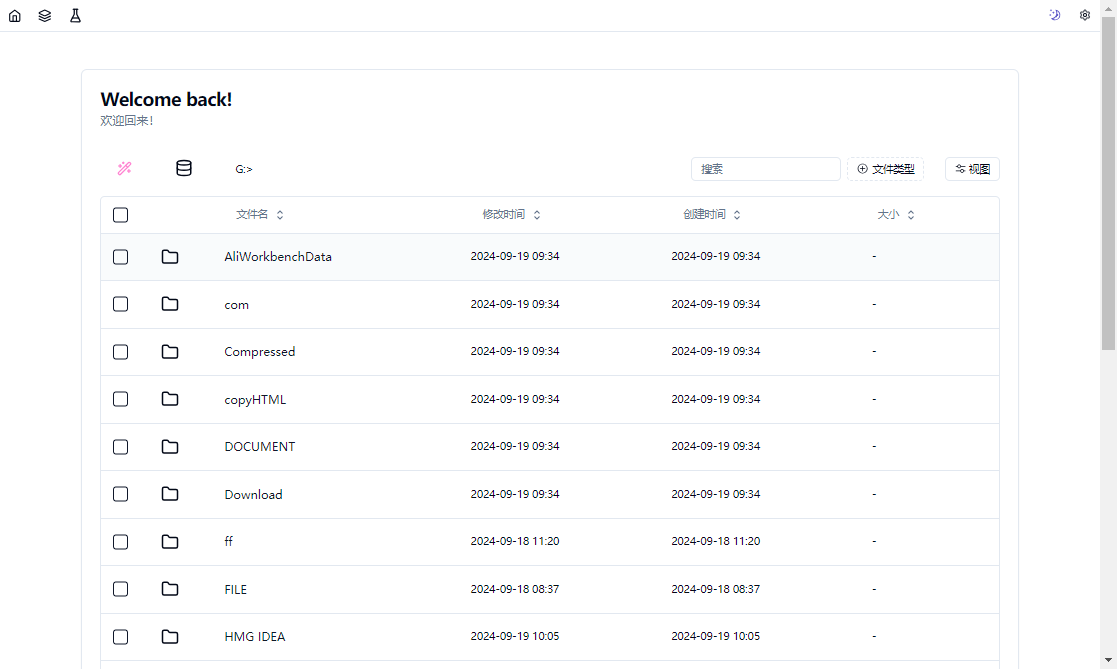 Welcome back!
欢迎回来！
G:> 搜索 文件类型 视图
文件名 修改时间 创建时间 大小
AliWorkbenchData 2024-09-19 09:34 2024-09-19 09:34 -
com 2024-09-19 09:34 2024-09-19 09:34 -
Compressed 2024-09-19 09:34 2024-09-19 09:34 -
copyHTML 2024-09-19 09:34 2024-09-19 09:34 -
DOCUMENT 2024-09-19 09:34 2024-09-19 09:34 -
Download 2024-09-19 09:34 2024-09-19 09:34 -
ff 2024-09-18 11:20 2024-09-18 11:20 -
FILE 2024-09-18 08:37 2024-09-18 08:37 -
HMG IDEA 2024-09-19 10:05 2024-09-19 10:05 -